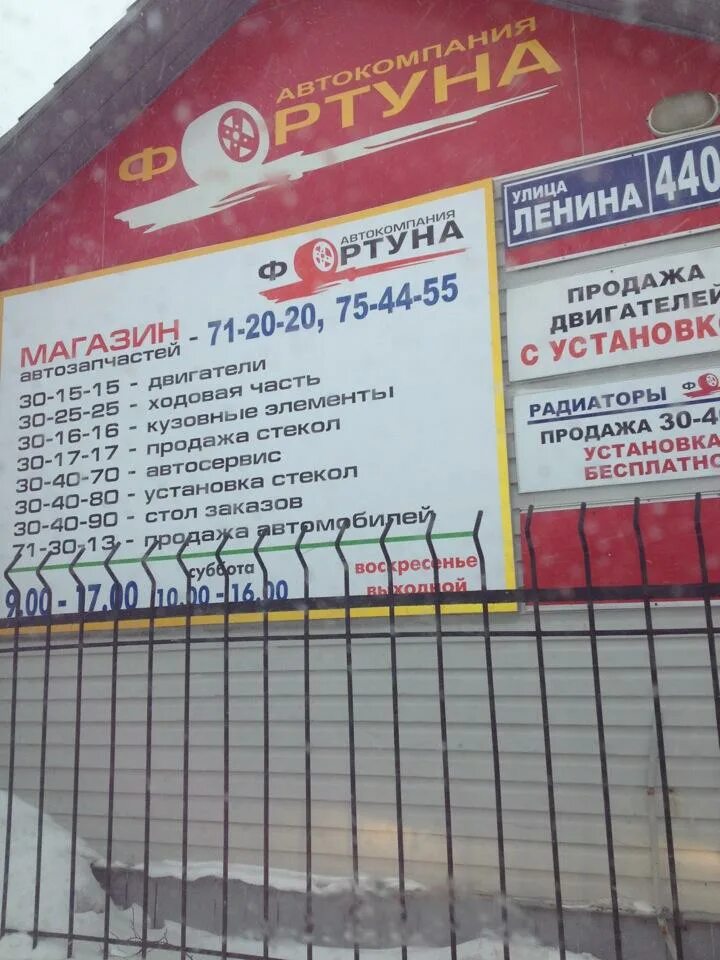 АВТОКОМПАНИЯ
ФОРТУНА
УЛИЦА
ЛЕНИНА 440
АВТОКОМПАНИЯ
ФОРТУНА
МАГАЗИН
автозапчастей - 71-20-20, 75-44-55
30-15-15 - двигатели
30-25-25 - ходовая часть
30-16-16 - кузовные элементы
30-17-17 - продажа стекол
30-40-70 - автосервис
30-40-80 - установка стекол
30-40-90 - стол заказов
71-30-13 - продажа автомобилей
суббота
воскресенье
9.00 - 17.00 10.00 - 16.00
выходной
ПРОДАЖА
ДВИГАТЕЛЕЙ
С УСТАНОВК
РАДИАТОРЫ Ф
ПРОДАЖА 30-4
УСТАНОВКА
БЕСПЛАТНО